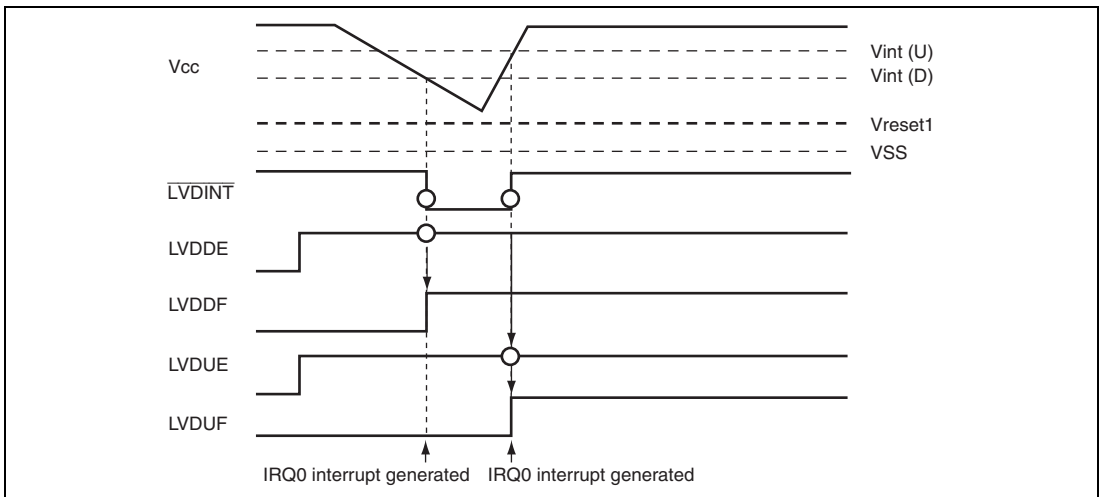 Vcc
Vint (U)
Vint (D)
Vreset1
VSS
LVDINT
LVDDE
LVDDF
LVDUE
LVDUF
IRQ0 interrupt generated
IRQ0 interrupt generated